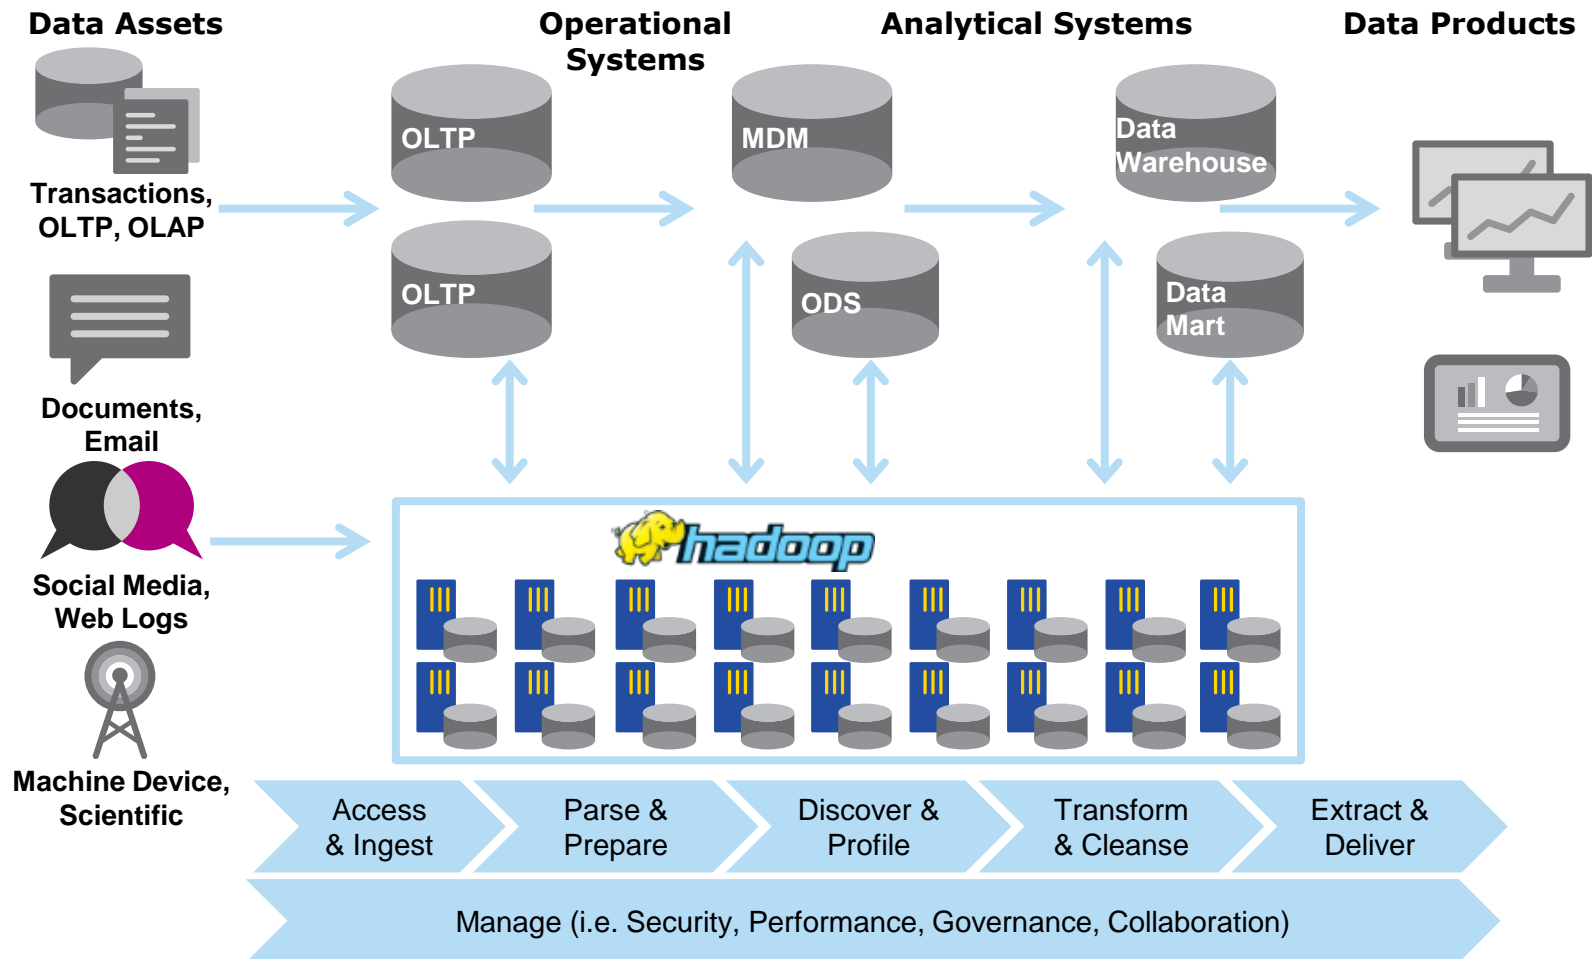 Data Assets
Operational
Systems
Analytical Systems
Data Products
Transactions,
OLTP, OLAP
OLTP
OLTP
MDM
ODS
Data
Warehouse
Data
Mart
Documents,
Email
Social Media,
Web Logs
Machine Device,
Scientific
hadoop
Access
& Ingest
Parse &
Prepare
Discover &
Profile
Transform
& Cleanse
Extract &
Deliver
Manage (i.e. Security, Performance, Governance, Collaboration)